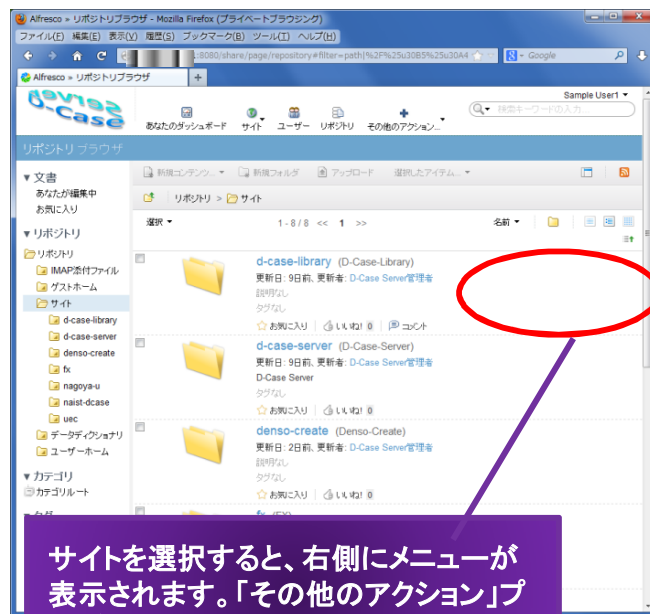 Alfresco » リポジトリブラウザ - Mozilla Firefox (プライベートブラウジング)
ファイル(F) 編集(E) 表示(V) 履歴(S) ブックマーク(B) ツール(T) ヘルプ(H)
:8080/share/page/repository#filter=path|%2F%25u30B5%25u30A4 Google
Alfresco » リポジトリブラウザ +
Sample User1
D-Case
あなたのダッシュボード サイト ユーザー リポジトリ その他のアクション... 検索キーワードの入力
リポジトリ ブラウザ
文書
あなたが編集中
お気に入り
リポジトリ
リポジトリ
IMAP添付ファイル
ゲストホーム
サイト
d-case-library
d-case-server
denso-create
fx
nagoya-u
naist-dcase
uec
データディクショナリ
ユーザーホーム
カテゴリ
カテゴリルート
新規コンテンツ... 新規フォルダ アップロード 選択したアイテム...
リポジトリ > サイト
選択 1 - 8 / 8 << 1 >> 名前
d-case-library (D-Case-Library)
更新日: 9日前、更新者: D-Case Server管理者
説明なし
タグなし
お気に入り いいね! 0 コメント
d-case-server (D-Case-Server)
更新日: 9日前、更新者: D-Case Server管理者
D-Case Server
タグなし
お気に入り いいね! 0
denso-create (Denso-Create)
更新日: 2日前、更新者: D-Case Server管理者
説明なし
タグなし
お気に入り いいね! 0
サイトを選択すると、右側にメニューが
表示されます。「その他のアクション」プ